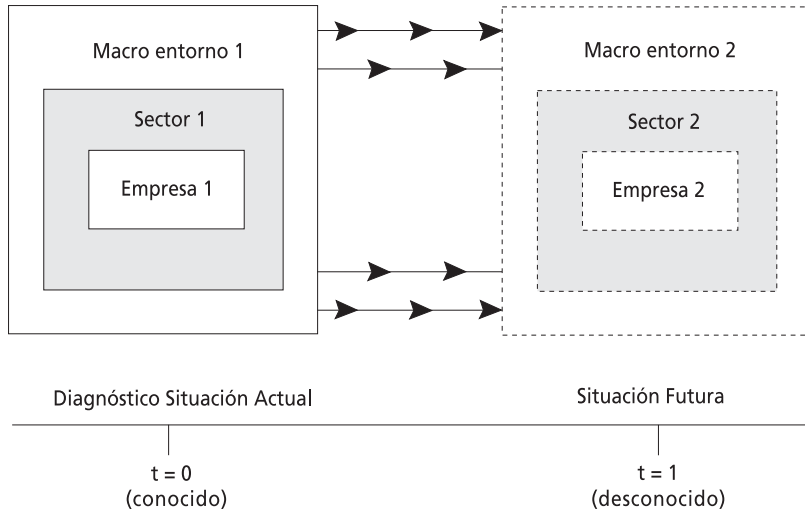 Macro entorno 1
Macro entorno 2
Sector 1
Sector 2
Empresa 1
Empresa 2
Diagnóstico Situación Actual
Situación Futura
t = 0
(conocido)
t = 1
(desconocido)